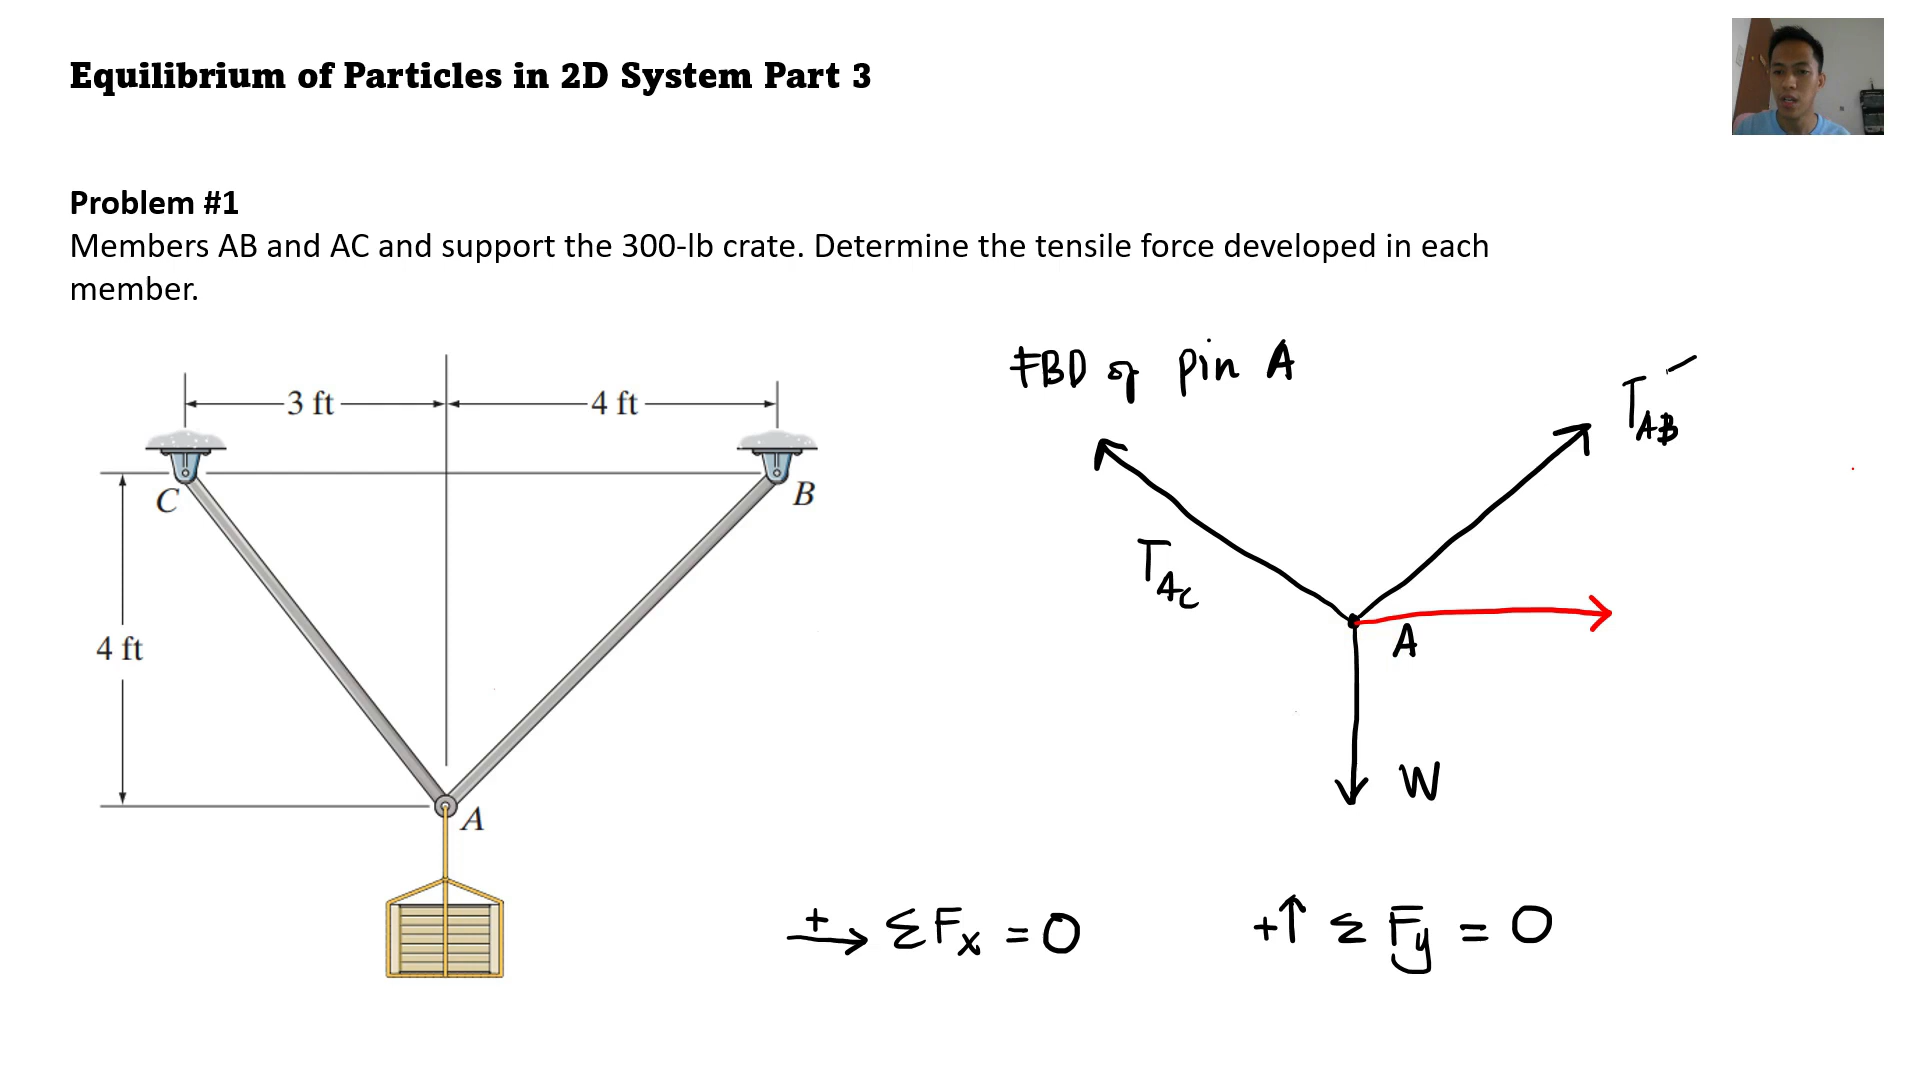 Equilibrium of Particles in 2D System Part 3
Problem #1
Members AB and AC and support the 300-lb crate. Determine the tensile force developed in each
member.
FBD of pin A
3 ft
4 ft
T_AB
C
B
T_AC
4 ft
A
W
A
+→ ΣFx = 0
+↑ Σ Fy = 0